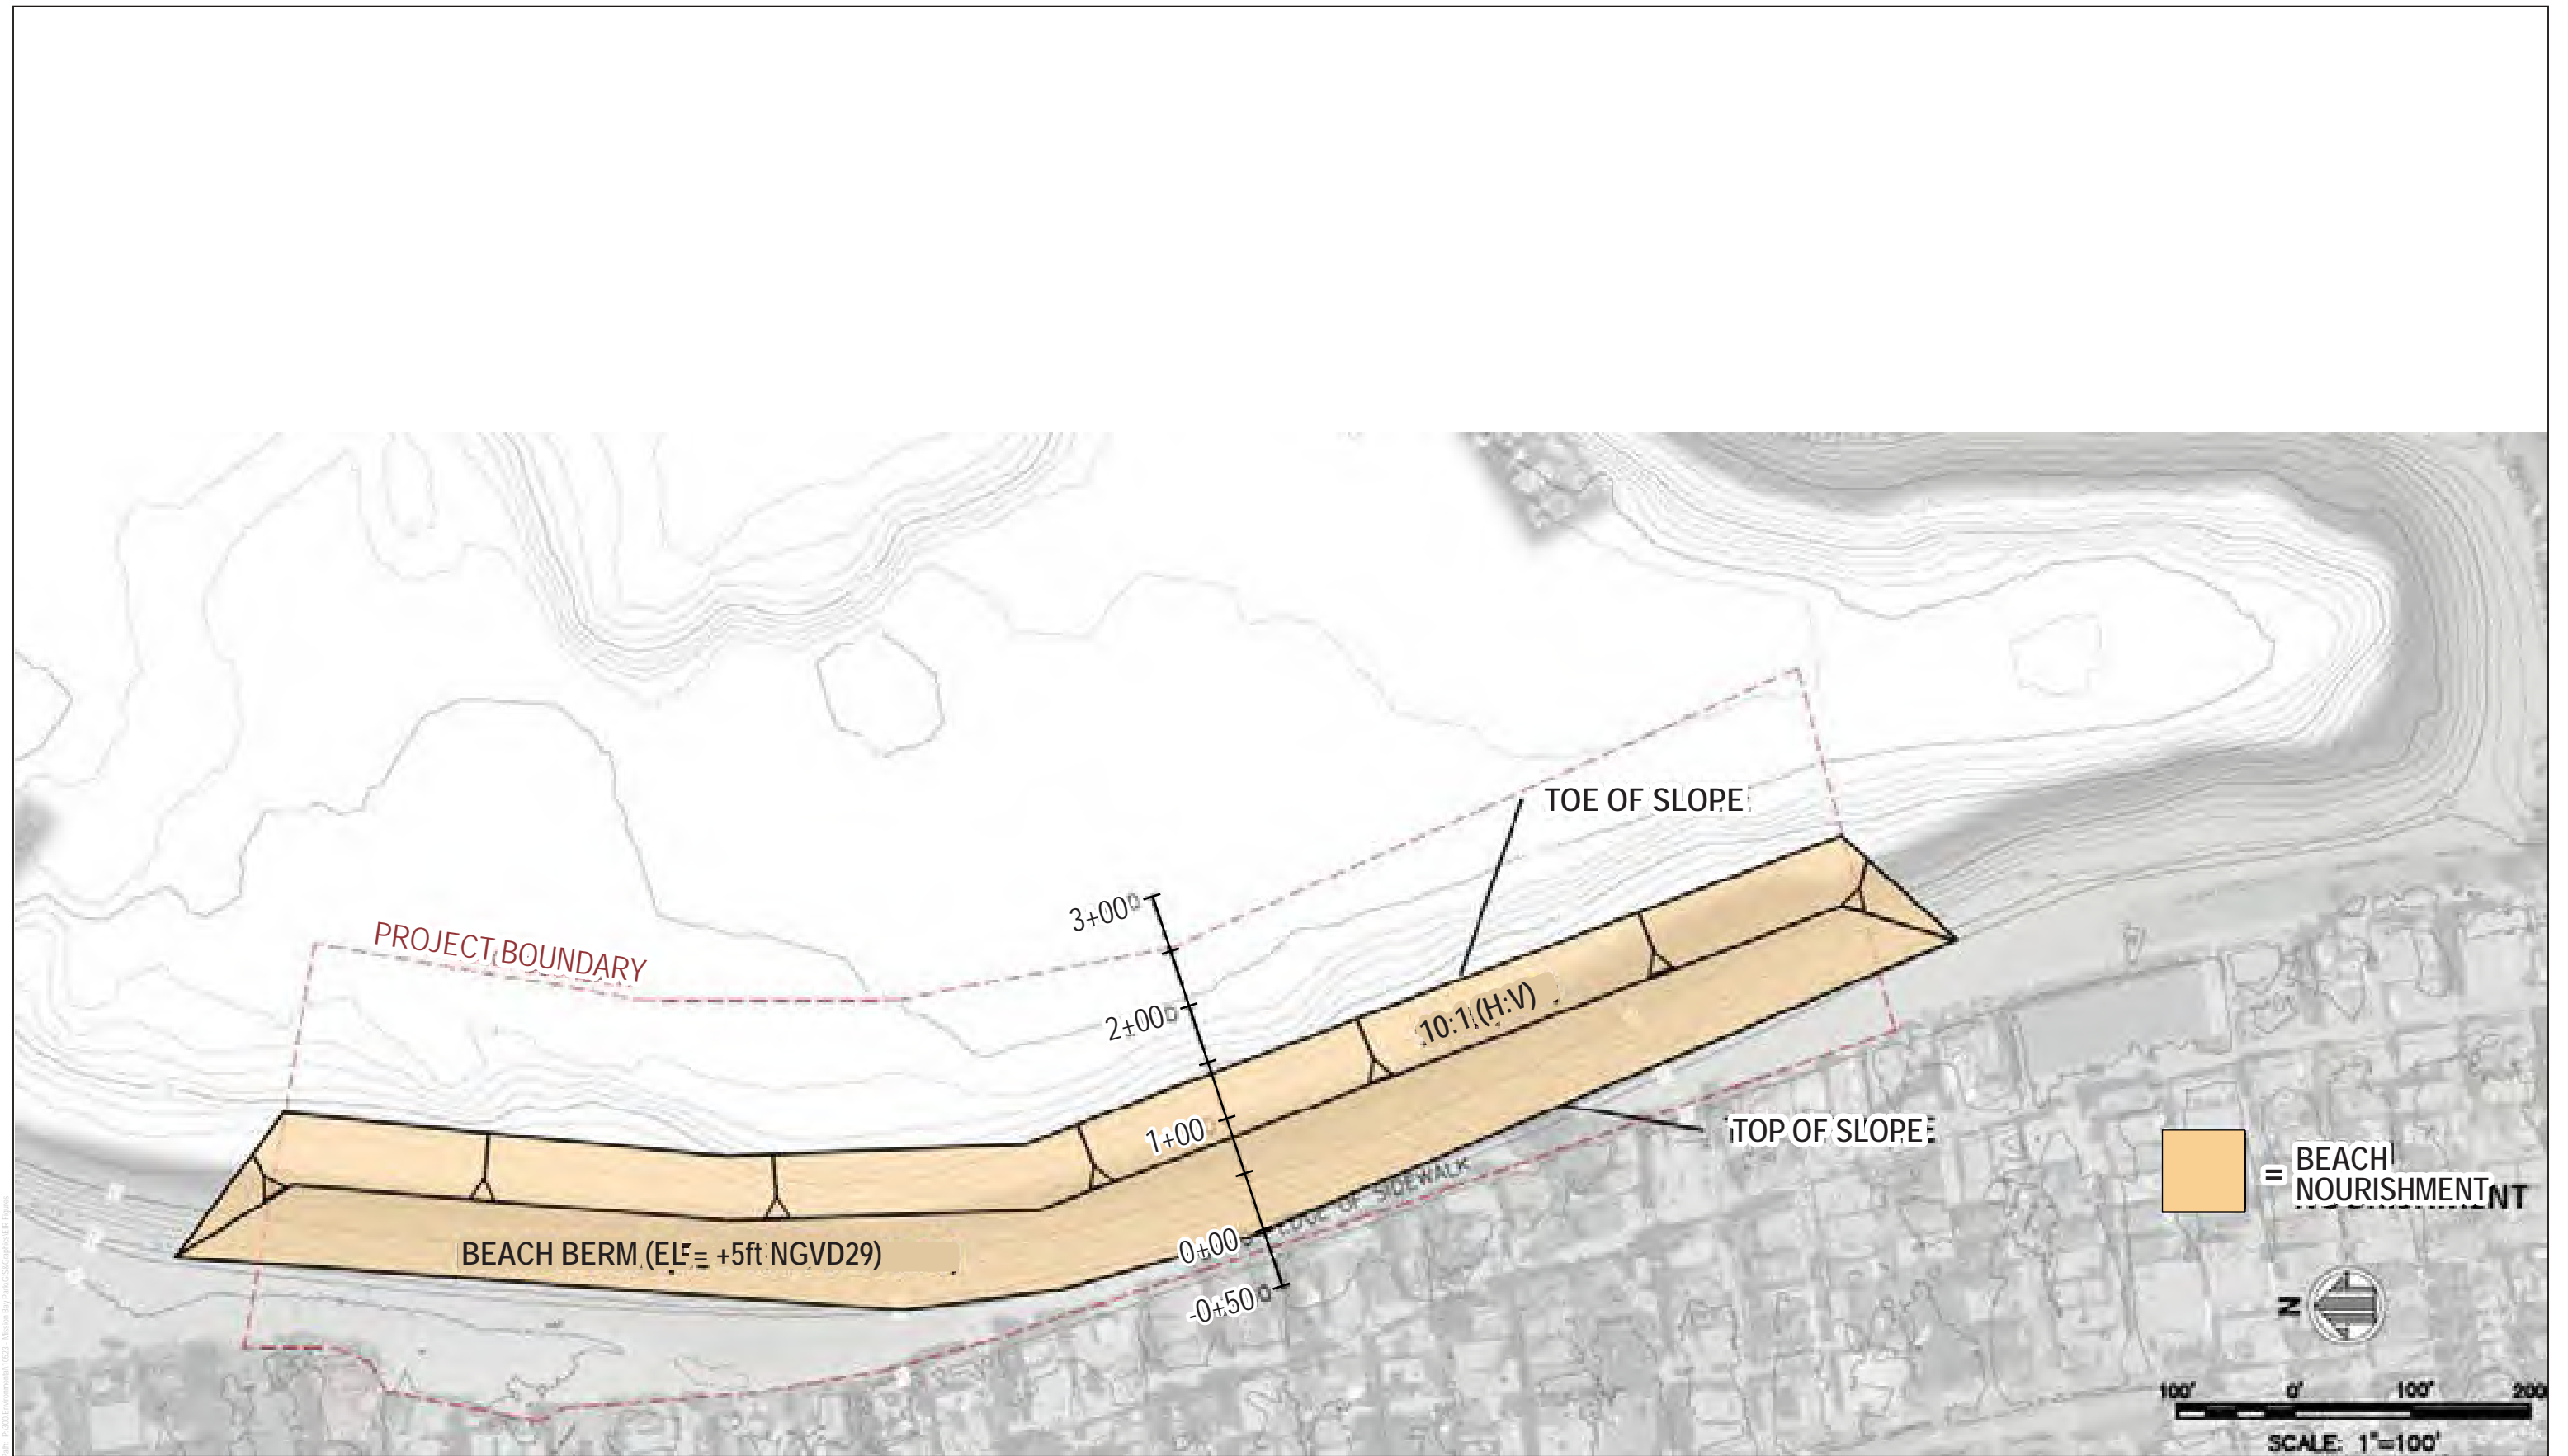 TOE OF SLOPE
3+00
PROJECT BOUNDARY
2+00
10:1 (H:V)
1+00
TOP OF SLOPE
= BEACH
NOURISHMENT
EDGE OF SIDEWALK
0+00
BEACH BERM (EL = +5ft NGVD29)
-0+50
N
100' 0' 100' 200
SCALE: 1"=100'